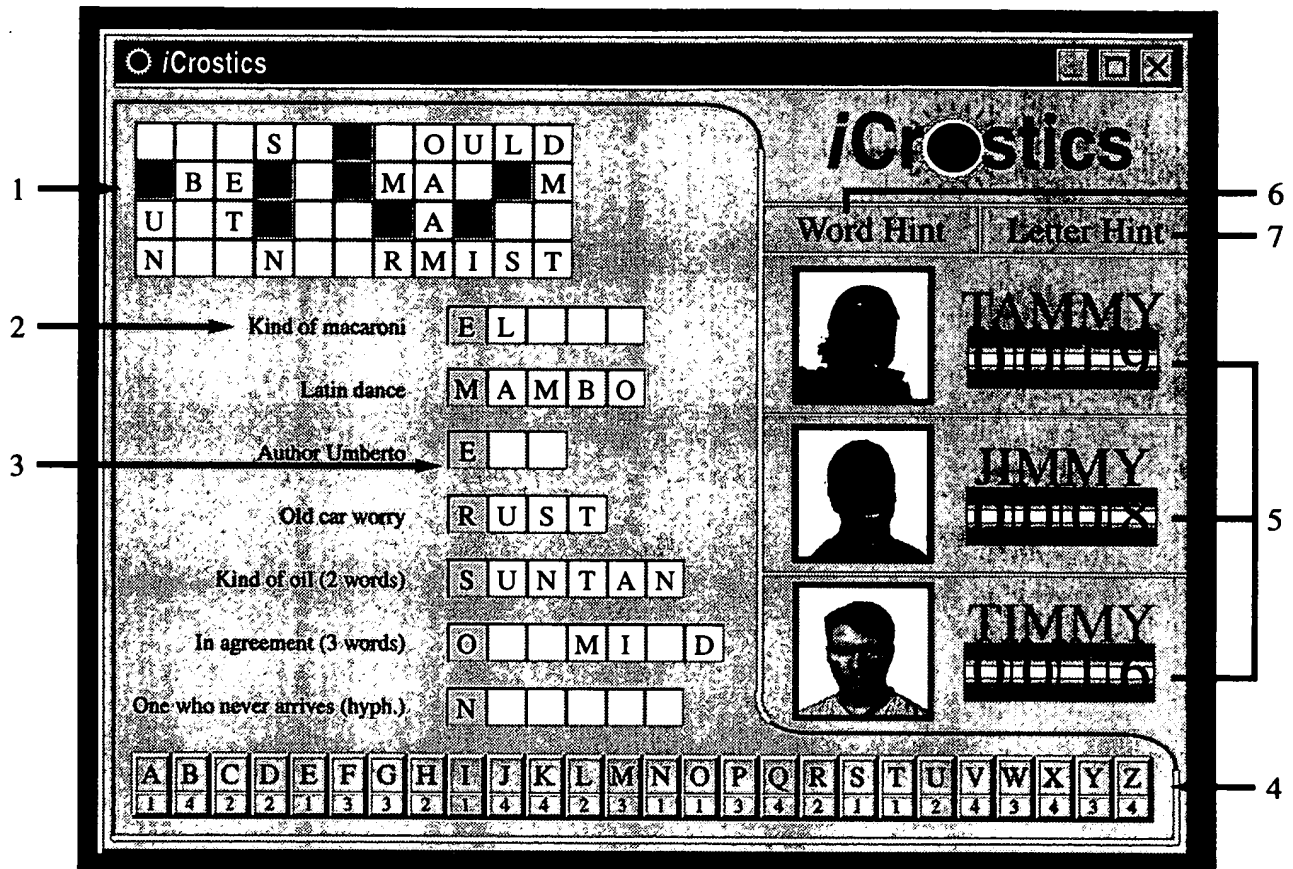 iCrostics
iCrostics
S O U L D
1
B E M A M
U T A
N N R M I S T
6
Word Hint Letter Hint
7
2
Kind of macaroni E L
TAMMY
Latin dance M A M B O
3
Author Umberto E
JIMMY
5
Old car worry R U S T
Kind of oil (2 words) S U N T A N
TIMMY
In agreement (3 words) O M I D
One who never arrives (hyph.) N
A B C D E F G H I J K L M N O P Q R S T U V W X Y Z
1 4 2 2 1 3 3 2 1 4 4 2 3 1 1 3 4 2 1 1 2 4 3 4 3 4
4